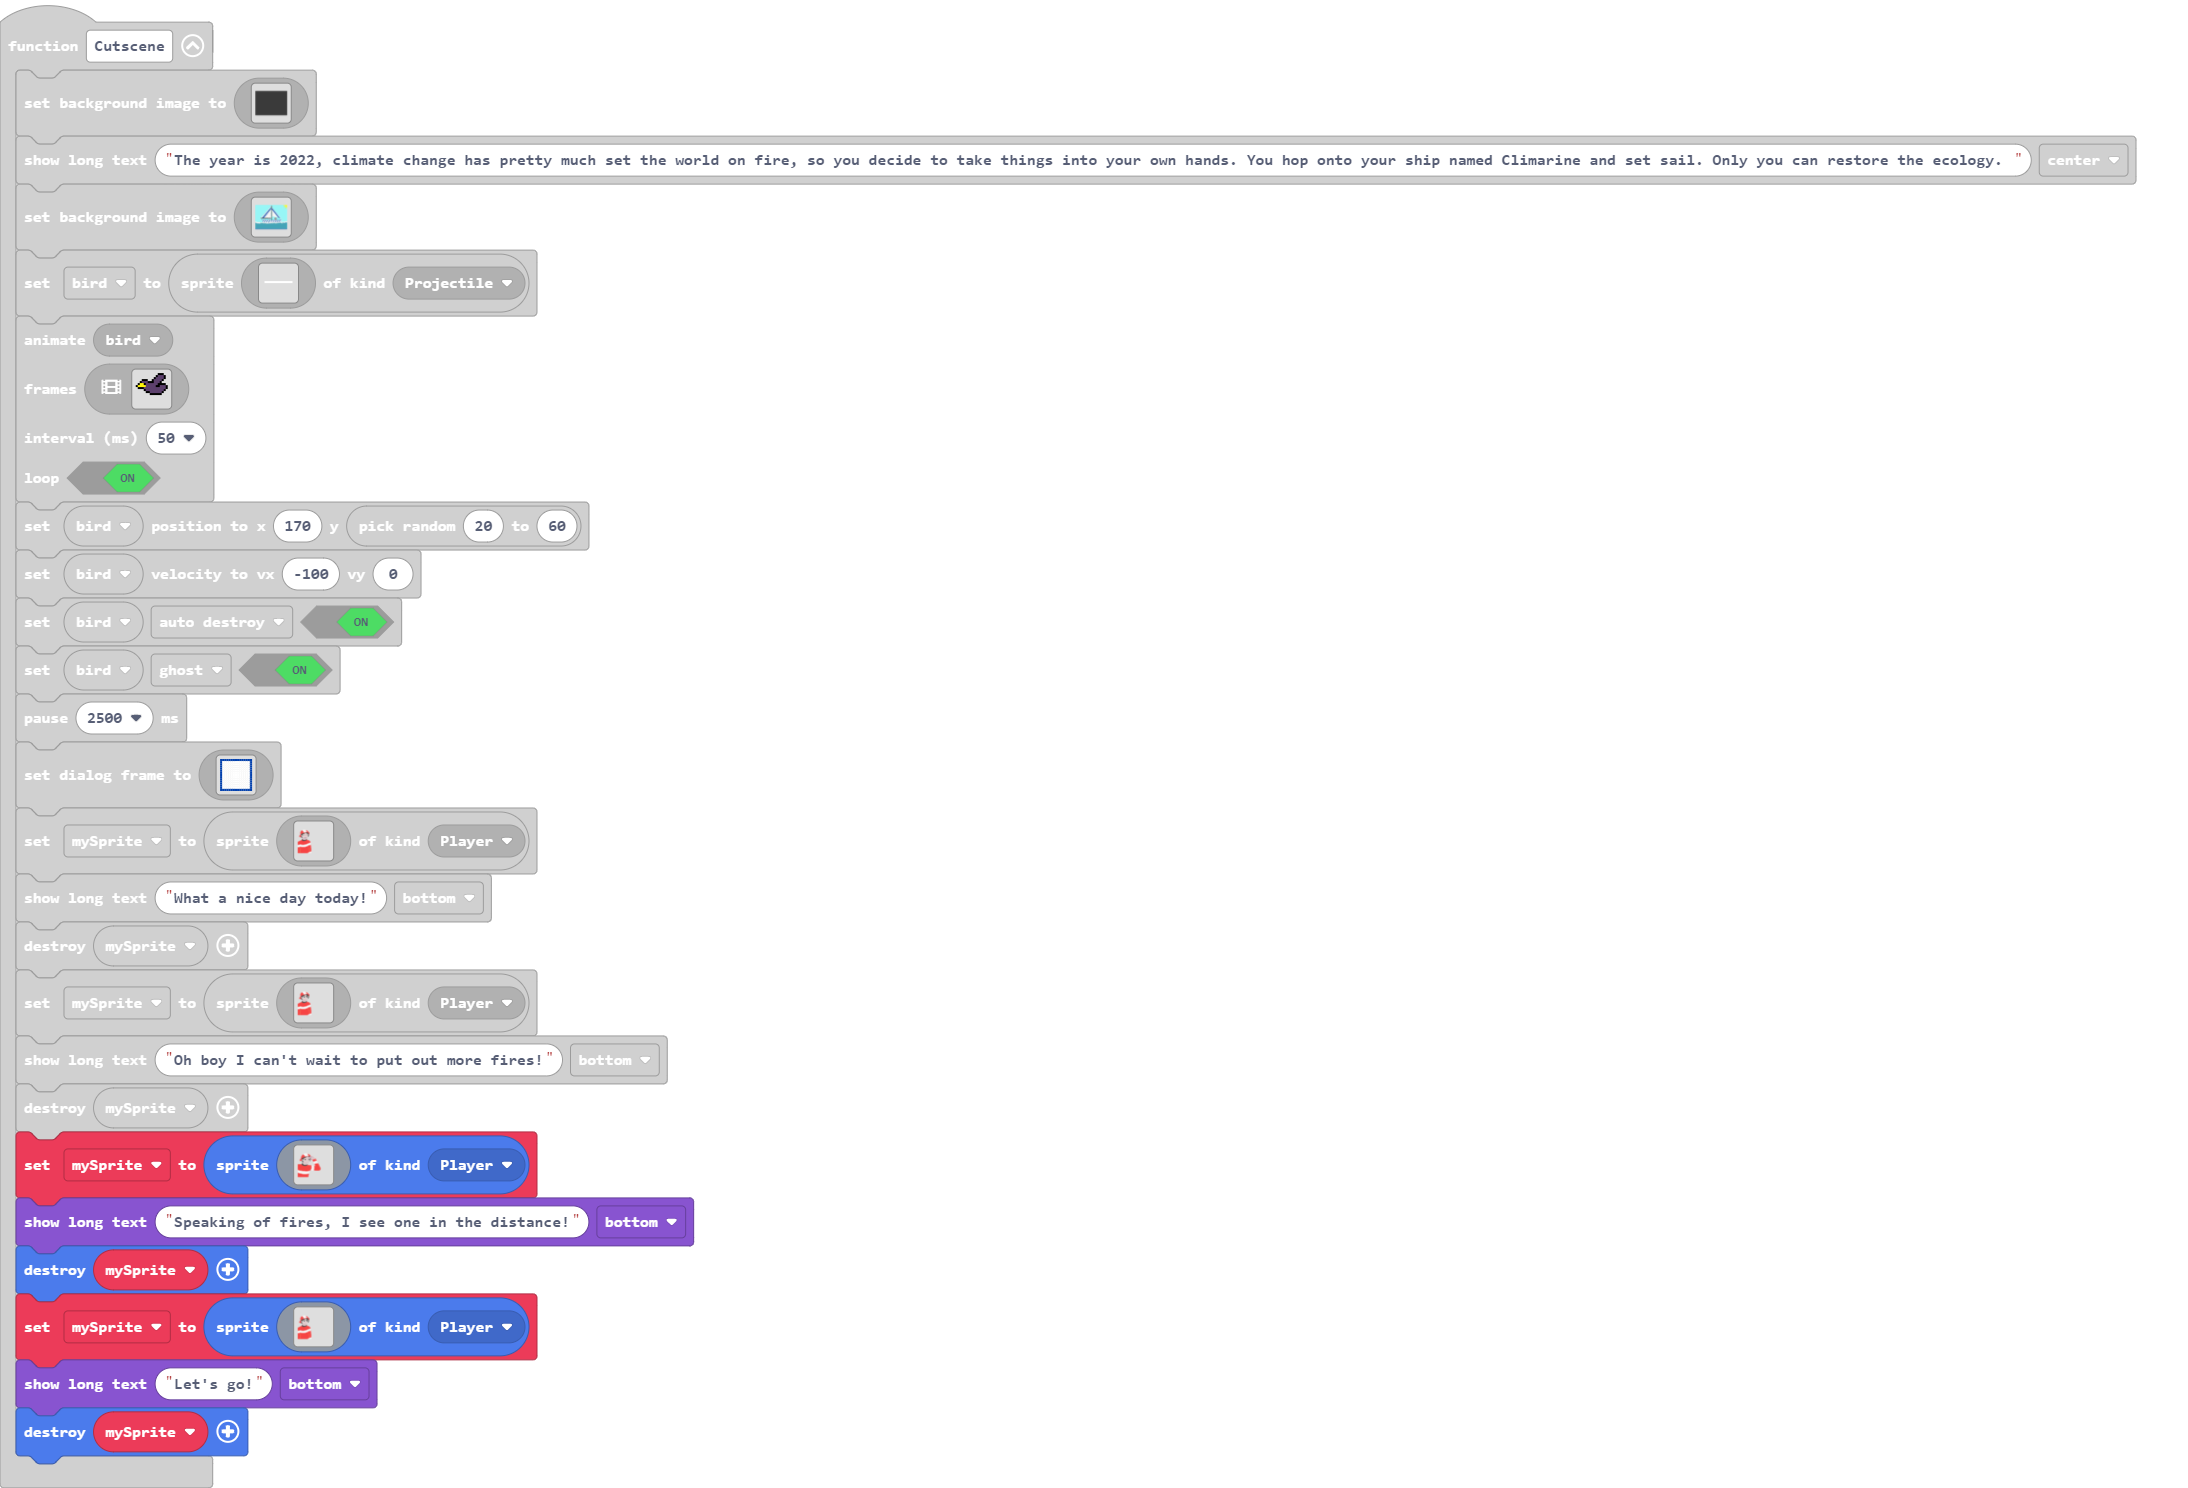 function Cutscene
set background image to
show long text "The year is 2022, climate change has pretty much set the world on fire, so you decide to take things into your own hands. You hop onto your ship named Climarine and set sail. Only you can restore the ecology. " center
set background image to
set bird to sprite of kind Projectile
animate bird
frames
interval (ms) 50
loop ON
set bird position to x 170 y pick random 20 to 60
set bird velocity to vx -100 vy 0
set bird auto destroy ON
set bird ghost ON
pause 2500 ms
set dialog frame to
set mySprite to sprite of kind Player
show long text "What a nice day today!" bottom
destroy mySprite
set mySprite to sprite of kind Player
show long text "Oh boy I can't wait to put out more fires!" bottom
destroy mySprite
set mySprite to sprite of kind Player
show long text "Speaking of fires, I see one in the distance!" bottom
destroy mySprite
set mySprite to sprite of kind Player
show long text "Let's go!" bottom
destroy mySprite